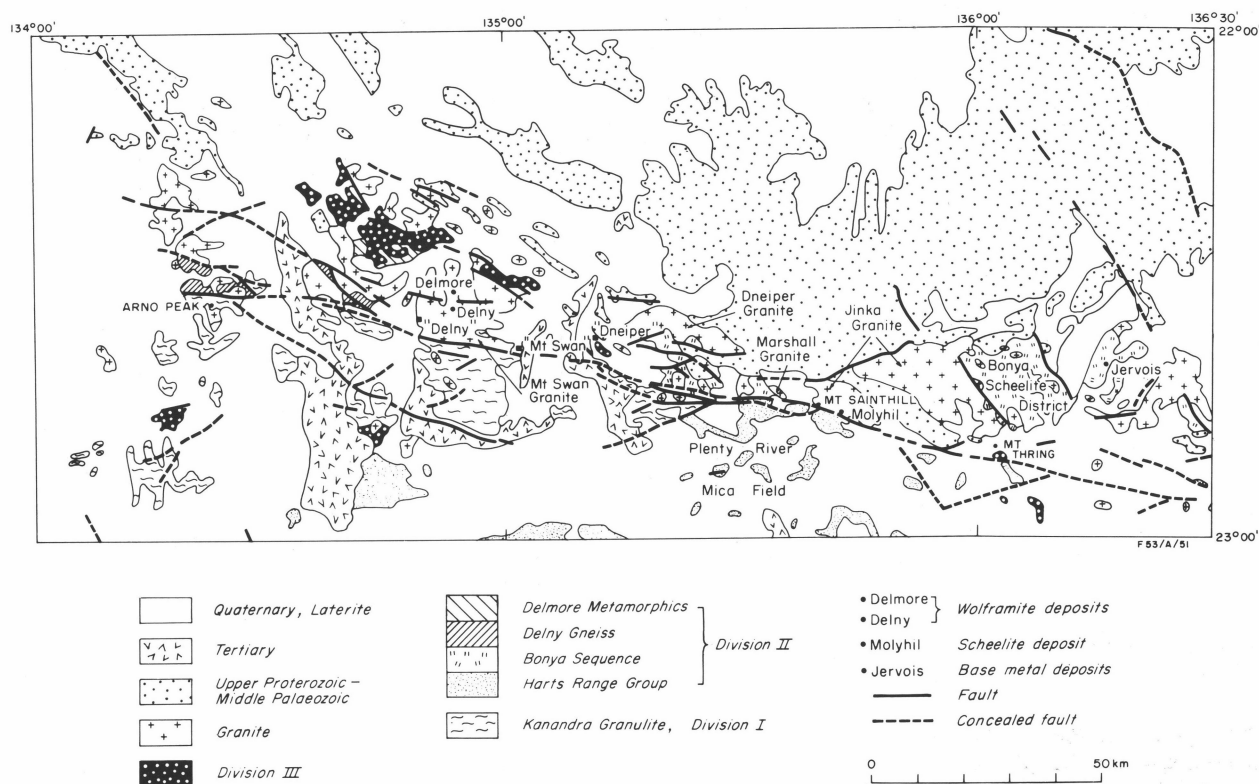 134°00'
135°00'
136°00'
136°30'
22°00'
Delmore
Delny
Delny
ARNO PEAK
Mt Swan
Mt Swan
Granite
Dneiper
Dneiper
Granite
Marshall
Granite
Jinka
Granite
Bonya
Scheelite
District
Jervois
MT SAINTHILL
Molyhil
MT
THRING
Plenty River
Mica Field
23°00'
F53/A/51
Quaternary, Laterite
Tertiary
Upper Proterozoic –
Middle Palaeozoic
Granite
Division III
Delmore Metamorphics
Delny Gneiss
Bonya Sequence
Harts Range Group
Division II
Kanandra Granulite, Division I
Delmore
Delny
Wolframite deposits
Molyhil Scheelite deposit
Jervois Base metal deposits
Fault
Concealed fault
0 50km